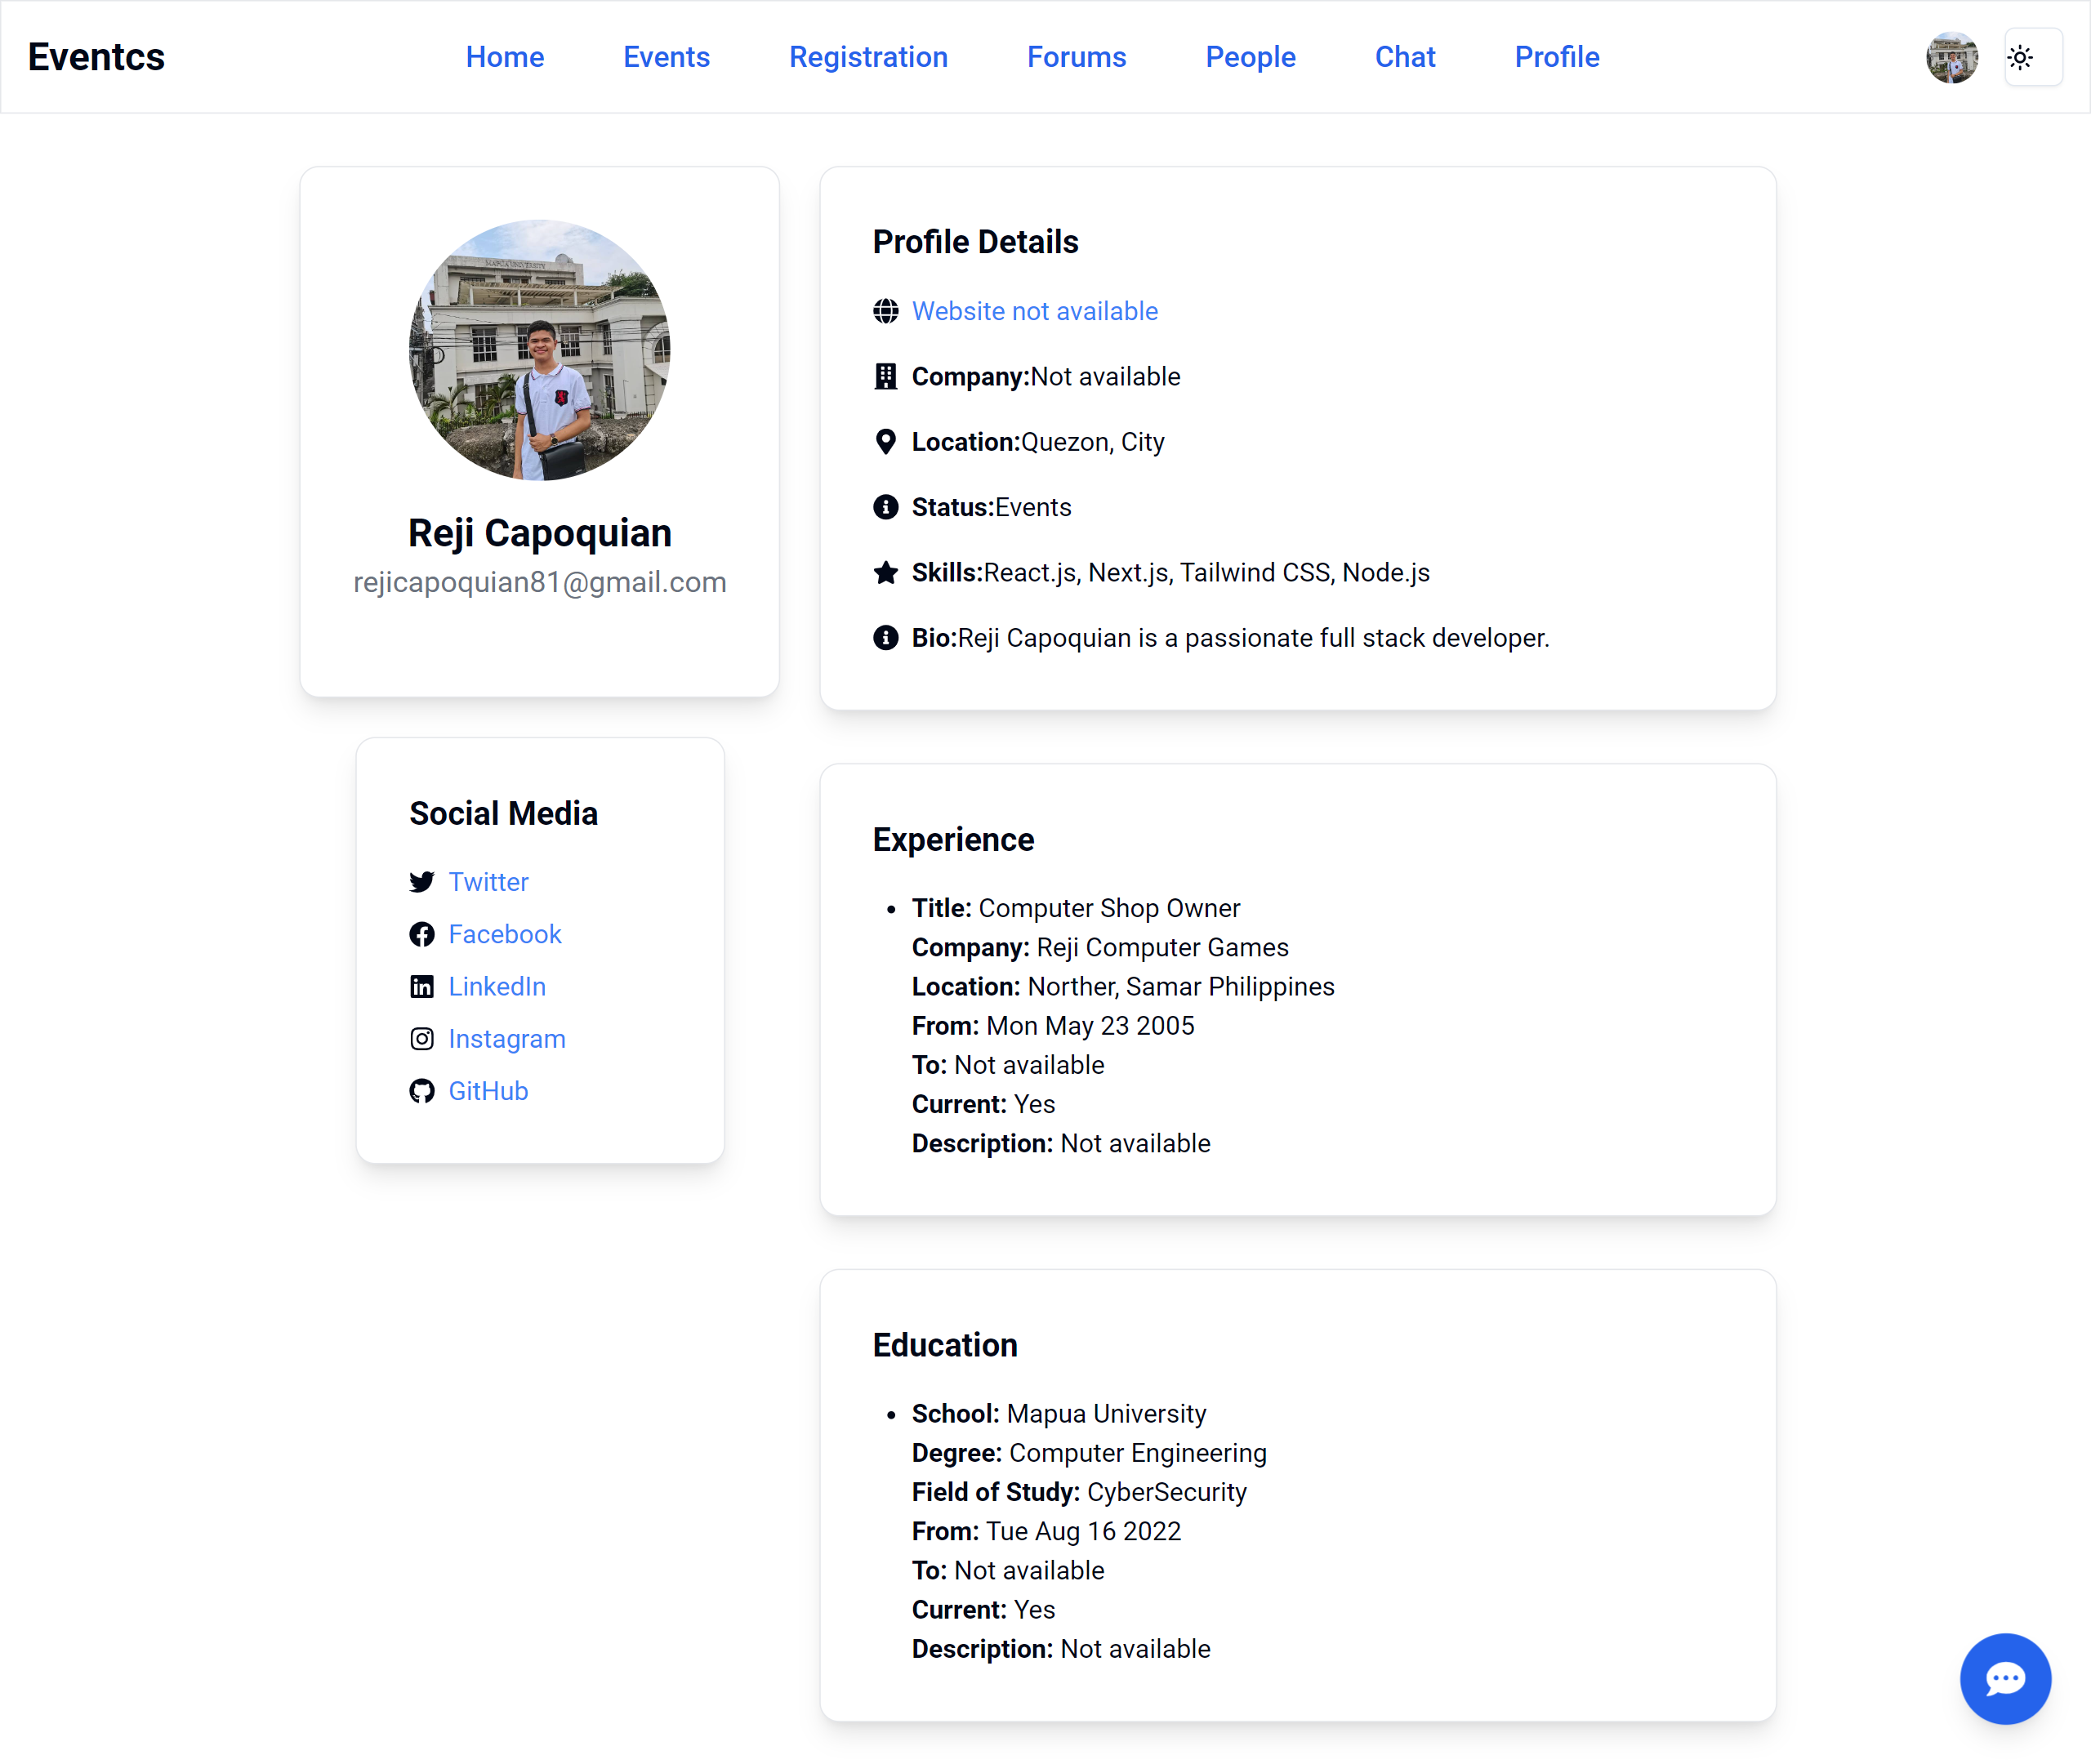 Eventcs
Home
Events
Registration
Forums
People
Chat
Profile
MAPUA UNIVERSITY
Reji Capoquian
rejicapoquian81@gmail.com
Social Media
Twitter
Facebook
LinkedIn
Instagram
GitHub
Profile Details
Website not available
Company:Not available
Location:Quezon, City
Status:Events
Skills:React.js, Next.js, Tailwind CSS, Node.js
Bio:Reji Capoquian is a passionate full stack developer.
Experience
Title: Computer Shop Owner
Company: Reji Computer Games
Location: Norther, Samar Philippines
From: Mon May 23 2005
To: Not available
Current: Yes
Description: Not available
Education
School: Mapua University
Degree: Computer Engineering
Field of Study: CyberSecurity
From: Tue Aug 16 2022
To: Not available
Current: Yes
Description: Not available